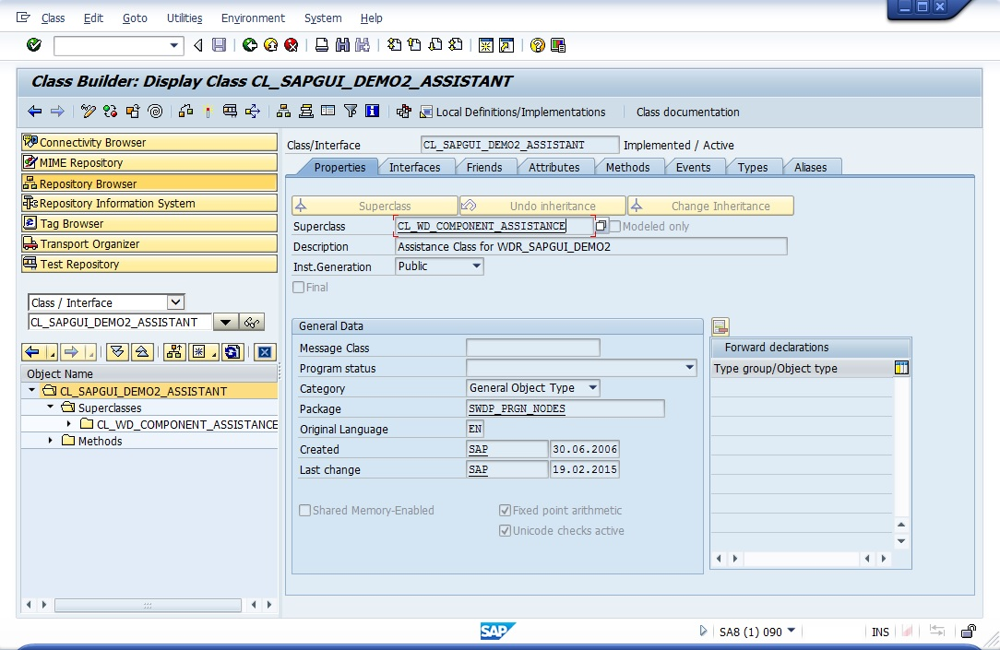 Class Edit Goto Utilities Environment System Help
Class Builder: Display Class CL_SAPGUI_DEMO2_ASSISTANT
Local Definitions/Implementations Class documentation
Connectivity Browser
MIME Repository
Repository Browser
Repository Information System
Tag Browser
Transport Organizer
Test Repository
Class / Interface
CL_SAPGUI_DEMO2_ASSISTANT
Object Name
CL_SAPGUI_DEMO2_ASSISTANT
Superclasses
CL_WD_COMPONENT_ASSISTANCE
Methods
Class/Interface CL_SAPGUI_DEMO2_ASSISTANT Implemented / Active
Properties Interfaces Friends Attributes Methods Events Types Aliases
Superclass Undo inheritance Change Inheritance
Superclass CL_WD_COMPONENT_ASSISTANCE Modeled only
Description Assistance Class for WDR_SAPGUI_DEMO2
Inst.Generation Public
Final
General Data
Message Class
Program status
Category General Object Type
Package SWDP_PRGN_NODES
Original Language EN
Created SAP 30.06.2006
Last change SAP 19.02.2015
Shared Memory-Enabled Fixed point arithmetic
Unicode checks active
Forward declarations
Type group/Object type
SAP SA8 (1) 090 INS